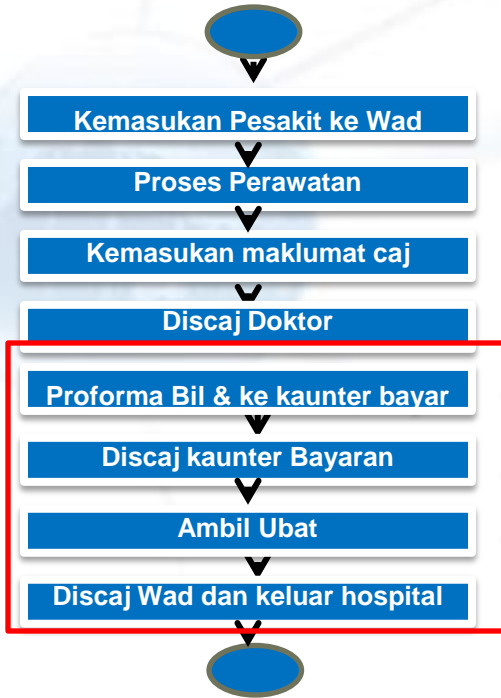 Kemasukan Pesakit ke Wad
Proses Perawatan
Kemasukan maklumat caj
Discaj Doktor
Proforma Bil & ke kaunter bayar
Discaj kaunter Bayaran
Ambil Ubat
Discaj Wad dan keluar hospital